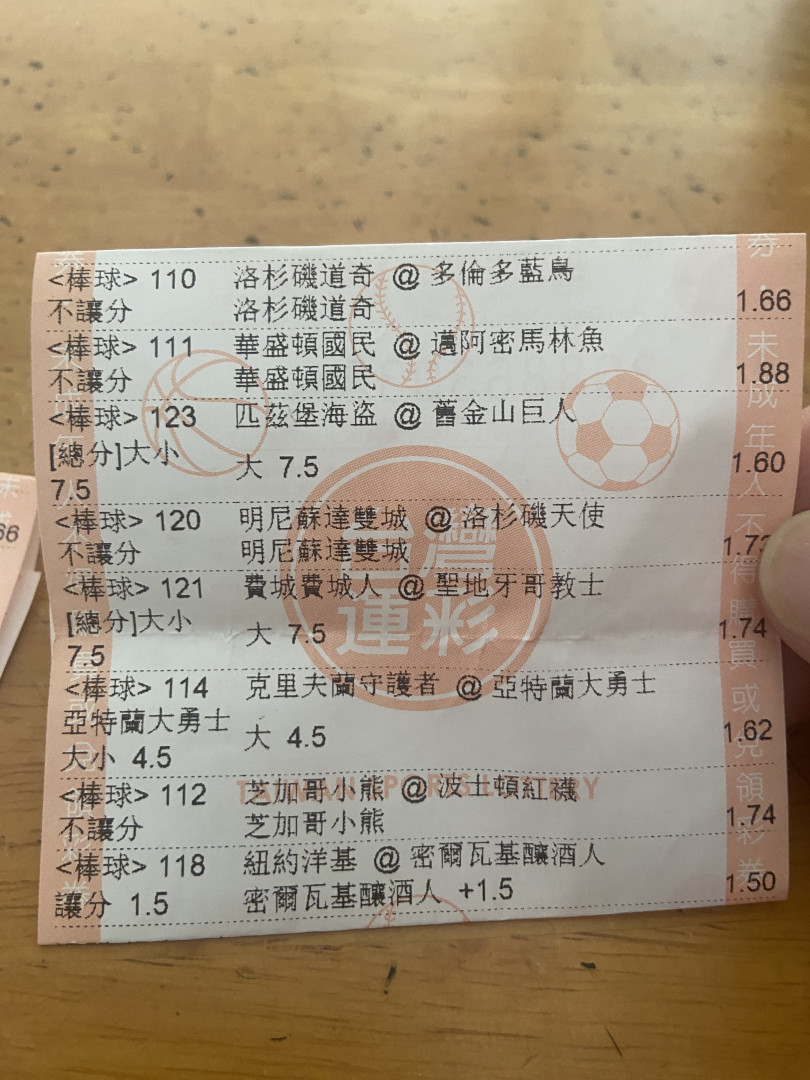 <棒球> 110 洛杉磯道奇 @ 多倫多藍鳥
不讓分 洛杉磯道奇 1.66
<棒球> 111 華盛頓國民 @ 邁阿密馬林魚
不讓分 華盛頓國民 1.88
<棒球> 123 匹茲堡海盜 @ 舊金山巨人
[總分]大小 大 7.5 1.60
7.5
<棒球> 120 明尼蘇達雙城 @ 洛杉磯天使
不讓分 明尼蘇達雙城 1.73
<棒球> 121 費城費城人 @ 聖地牙哥教士
[總分]大小 大 7.5 1.74
7.5
<棒球> 114 克里夫蘭守護者 @ 亞特蘭大勇士
亞特蘭大勇士 大 4.5 1.62
大小 4.5
<棒球> 112 芝加哥小熊 @ 波士頓紅襪
不讓分 芝加哥小熊 1.74
<棒球> 118 紐約洋基 @ 密爾瓦基釀酒人
讓分 1.5 密爾瓦基釀酒人 +1.5 1.50
台灣
運彩
TAIWAN SPORTS LOTTERY
券·未成年人不得購買或兌領彩券
66